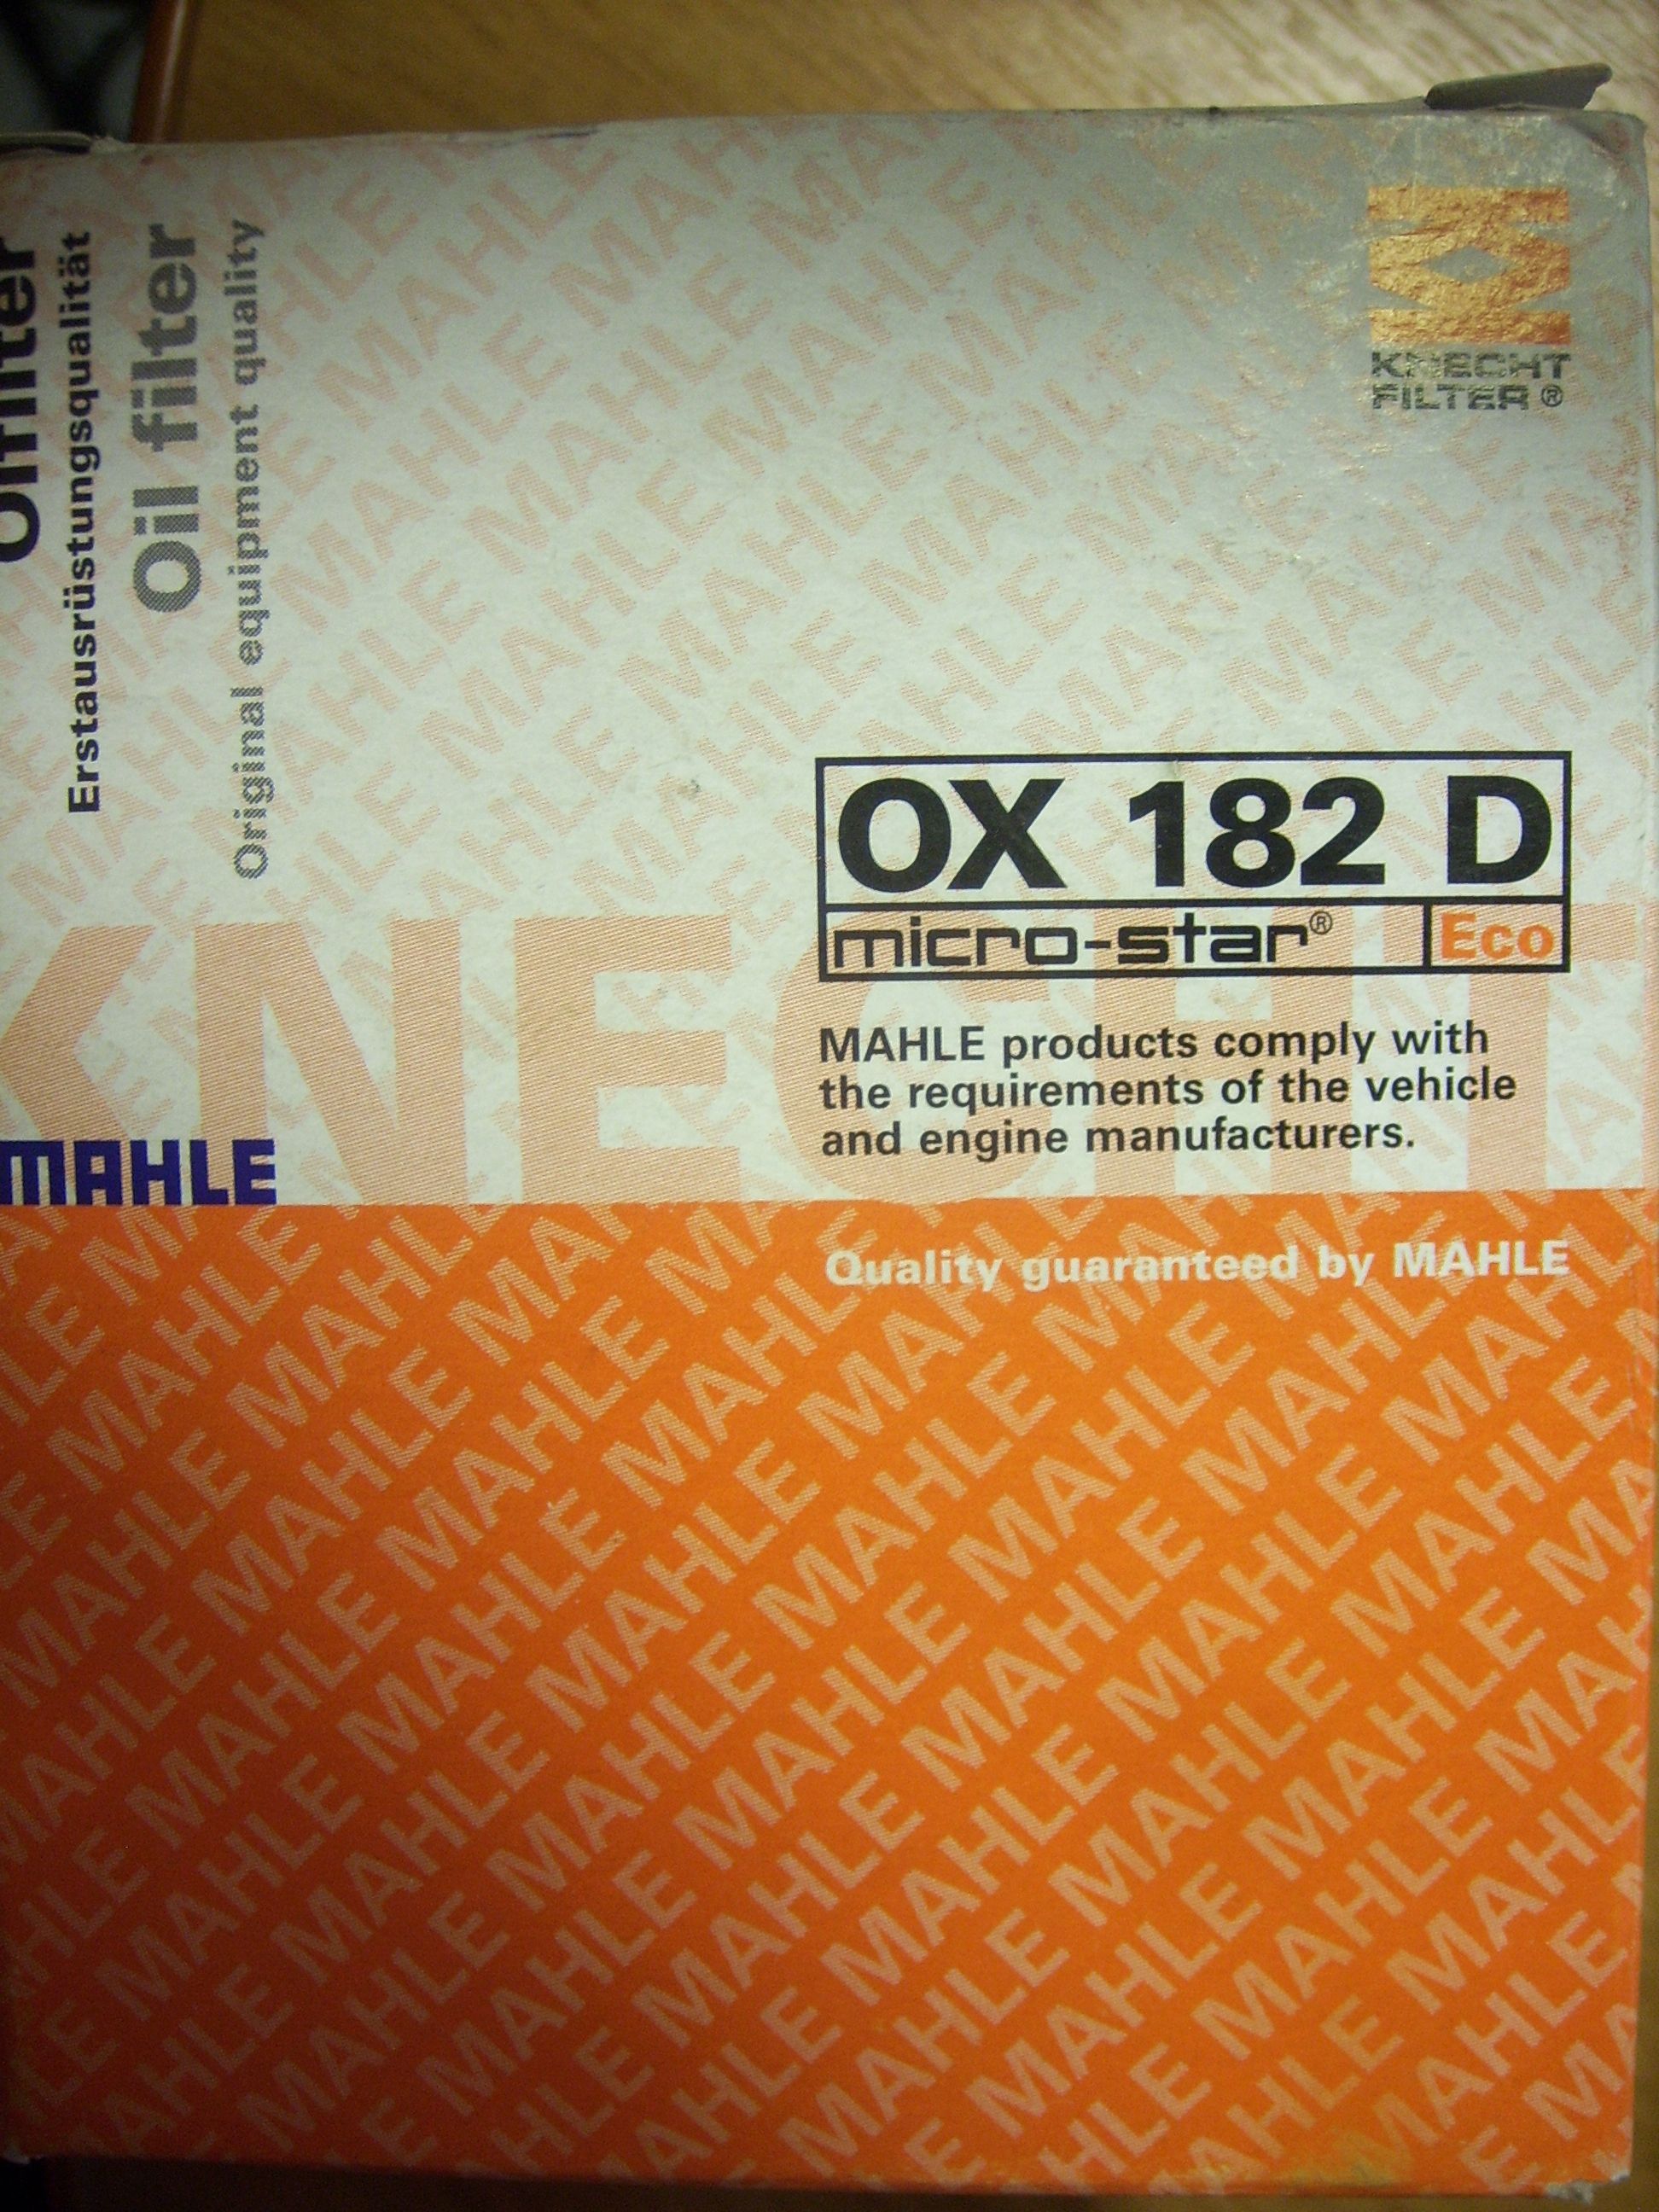 Ölfilter
Erstausrüstungsqualität
Oil filter
original equipment quality
MAHLE
KNECHT
FILTER®
OX 182 D
micro-star®
Eco
KNECHT
MAHLE products comply with
the requirements of the vehicle
and engine manufacturers.
Quality guaranteed by MAHLE